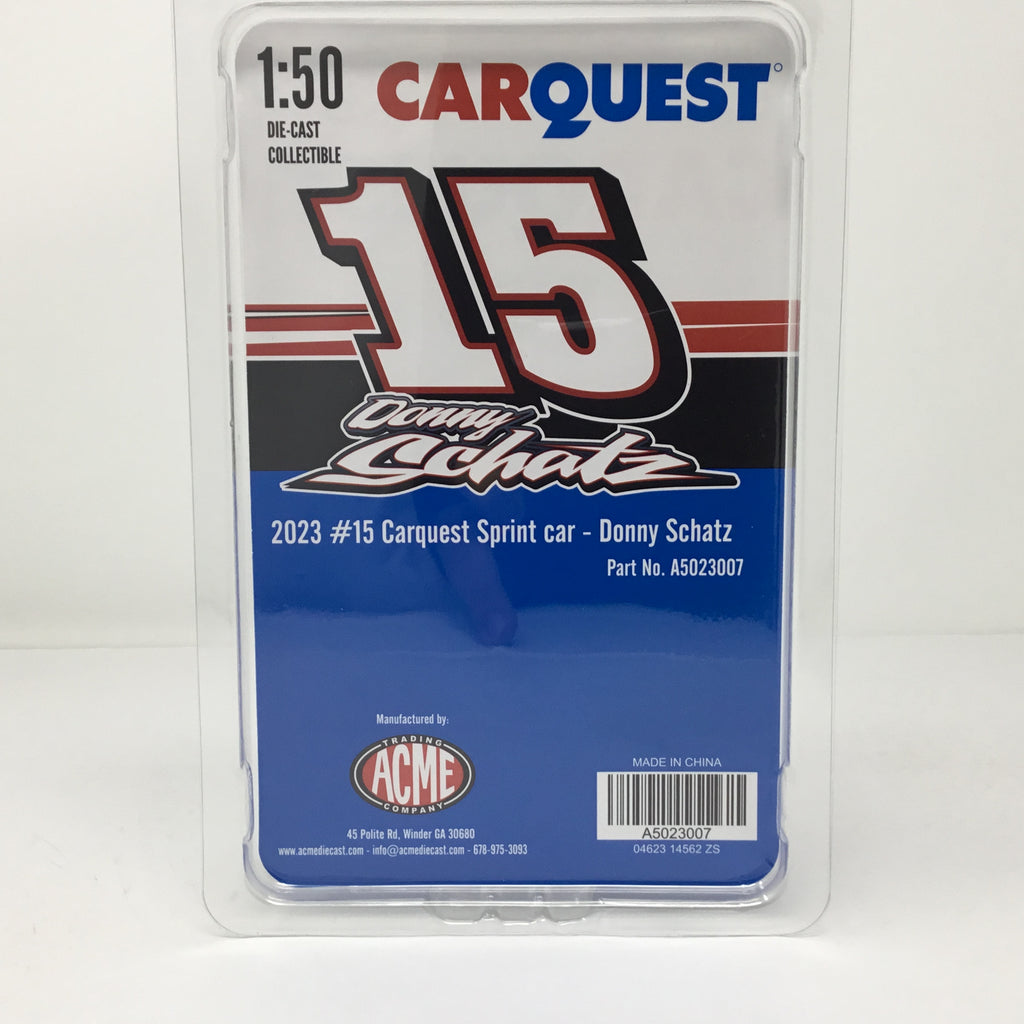 1:50
DIE-CAST
COLLECTIBLE
CARQUEST
15
Donny
Schatz
2023 #15 Carquest Sprint car - Donny Schatz
Part No. A5023007
Manufactured by:
TRADING
ACME
COMPANY
45 Polite Rd, Winder GA 30680
www.acmediecast.com - info@acmediecast.com - 678-975-3093
MADE IN CHINA
A5023007
04623 14562 ZS